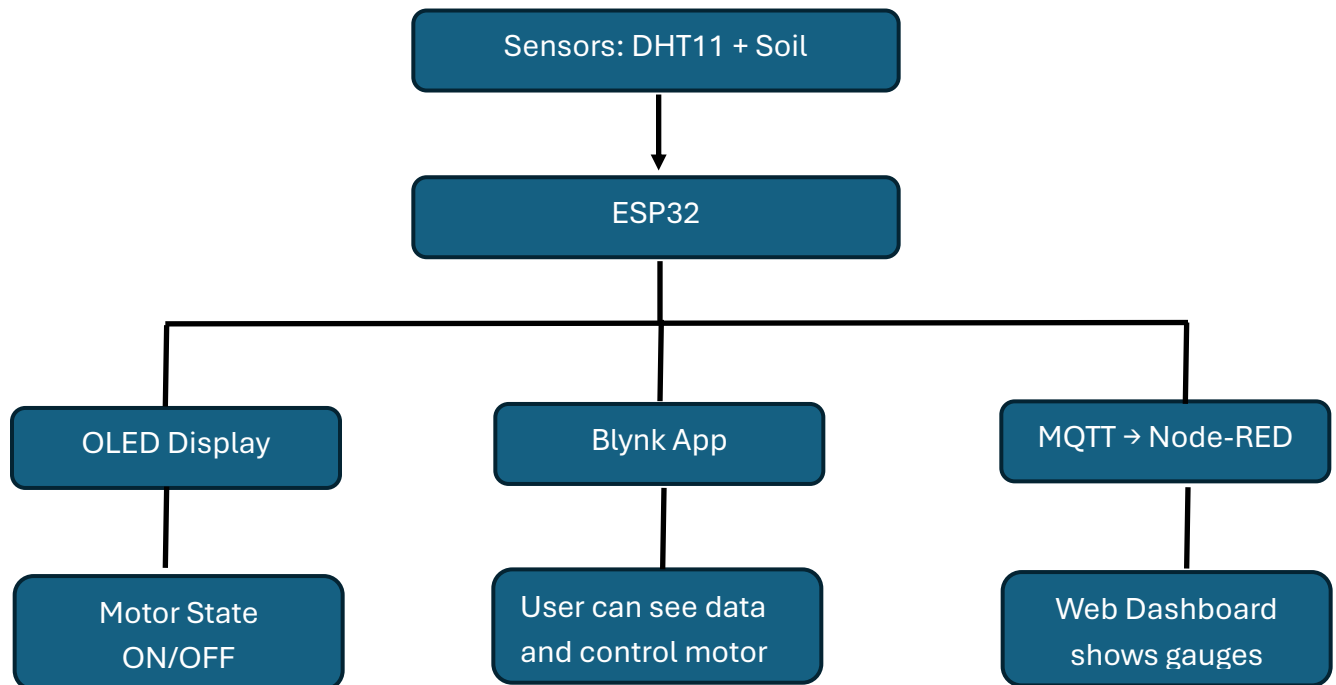 Sensors: DHT11 + Soil
ESP32
OLED Display
Blynk App
MQTT → Node-RED
Motor State
ON/OFF
User can see data
and control motor
Web Dashboard
shows gauges